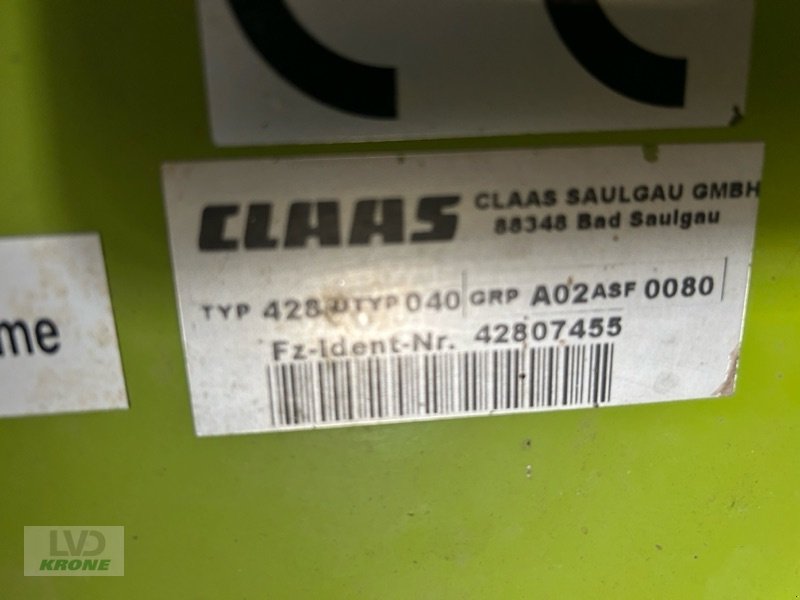 CLAAS CLAAS SAULGAU GMBH
88348 Bad Saulgau
TYP 428 UTYP 040 GRP A02 ASF 0080
Fz-Ident-Nr. 42807455
me
LVD
KRONE